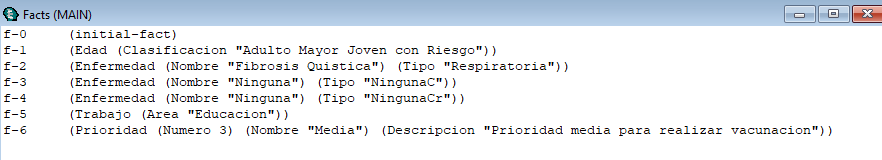 Facts (MAIN)
f-0 (initial-fact)
f-1 (Edad (Clasificacion "Adulto Mayor Joven con Riesgo"))
f-2 (Enfermedad (Nombre "Fibrosis Quistica") (Tipo "Respiratoria"))
f-3 (Enfermedad (Nombre "Ninguna") (Tipo "NingunaC"))
f-4 (Enfermedad (Nombre "Ninguna") (Tipo "NingunaCr"))
f-5 (Trabajo (Area "Educacion"))
f-6 (Prioridad (Numero 3) (Nombre "Media") (Descripcion "Prioridad media para realizar vacunacion"))